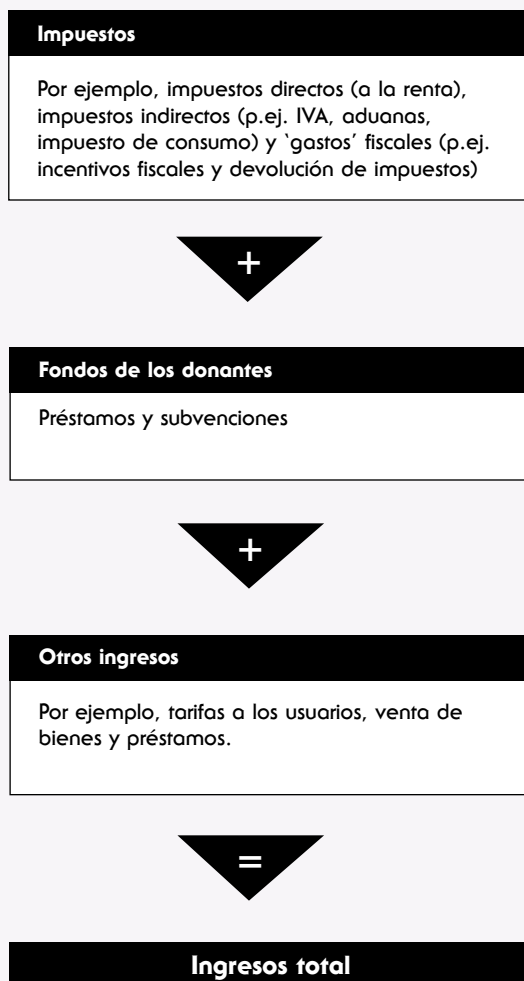 Impuestos
Por ejemplo, impuestos directos (a la renta),
impuestos indirectos (p.ej. IVA, aduanas,
impuesto de consumo) y ‘gastos’ fiscales (p.ej.
incentivos fiscales y devolución de impuestos)
+
Fondos de los donantes
Préstamos y subvenciones
+
Otros ingresos
Por ejemplo, tarifas a los usuarios, venta de
bienes y préstamos.
=
Ingresos total